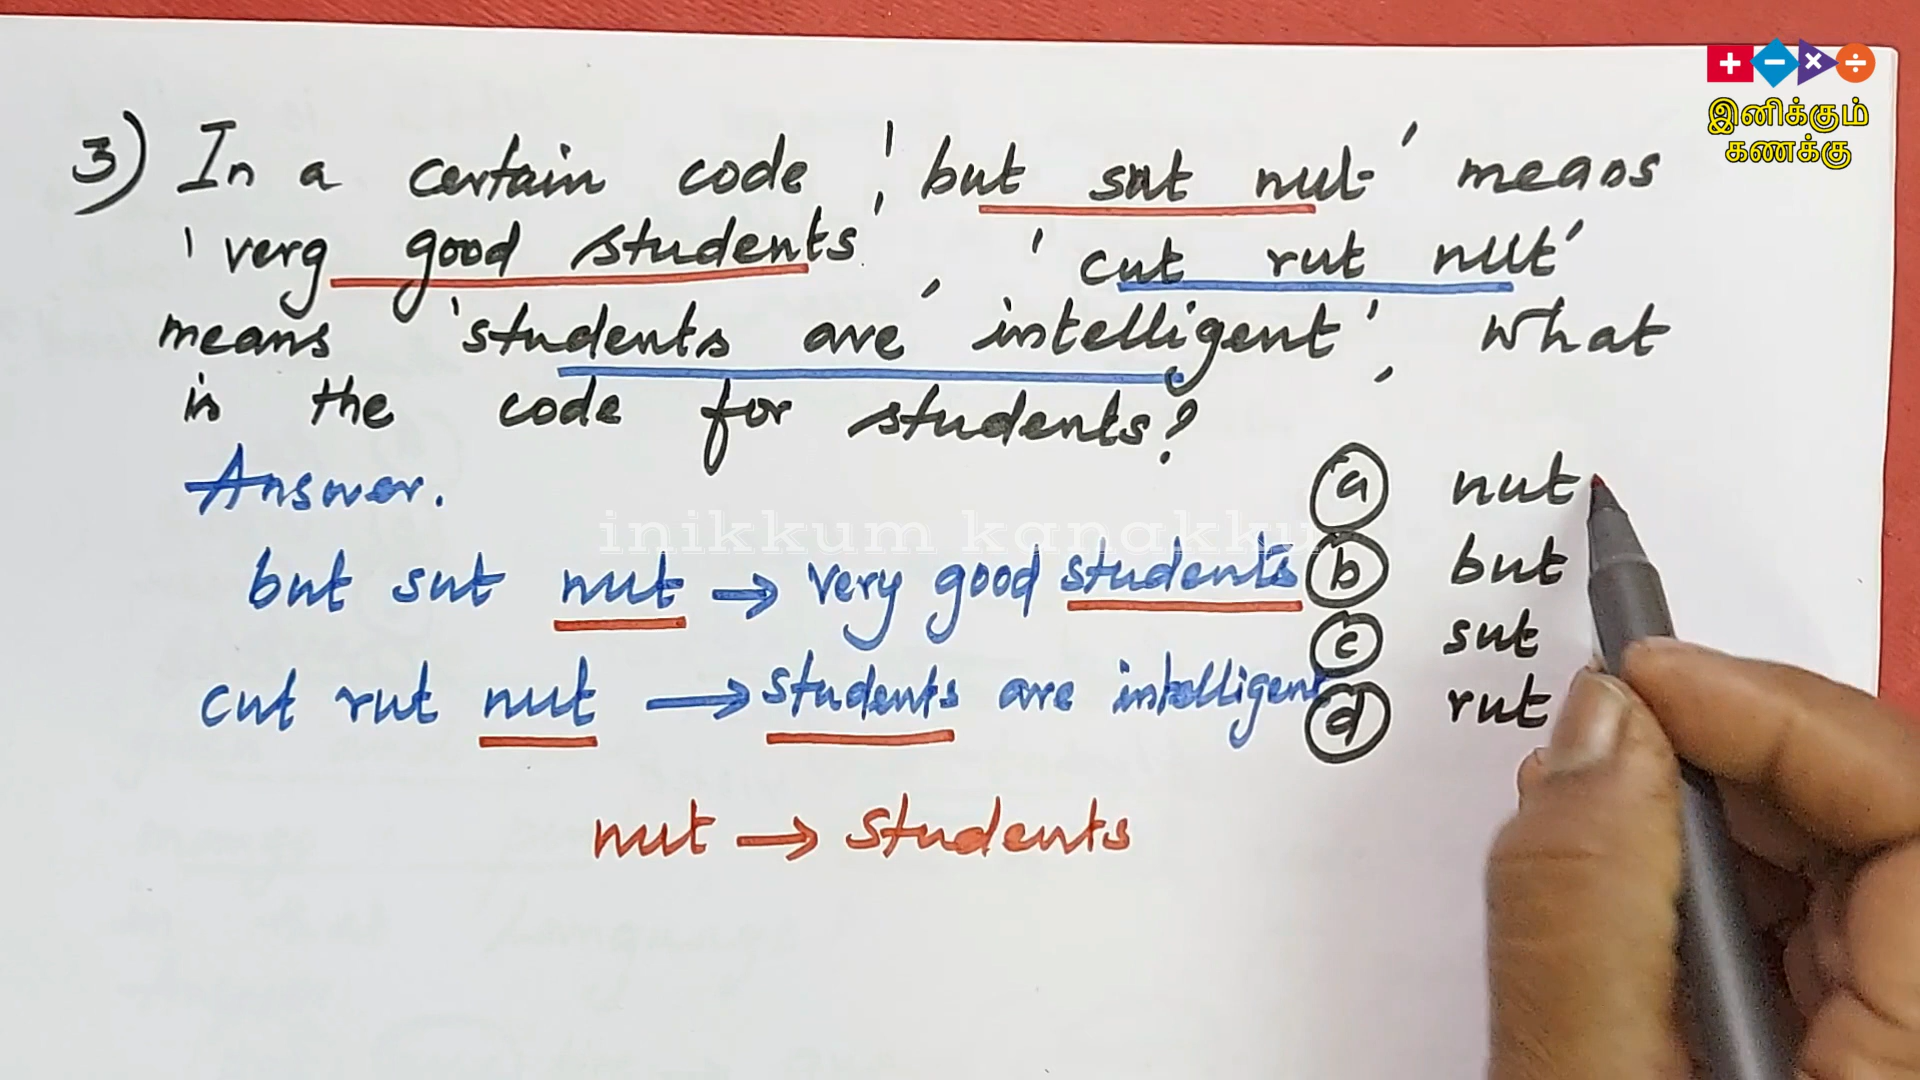 இனிக்கும்
கணக்கு
3) In a certain code, 'but sut nut' means
'very good students', 'cut rut nut'
means 'students are intelligent'. What
is the code for students?
Answer.
inikkum kanakku
but sut nut → very good students
cut rut nut → students are intelligent
nut → students
a nut
b but
c sut
d rut